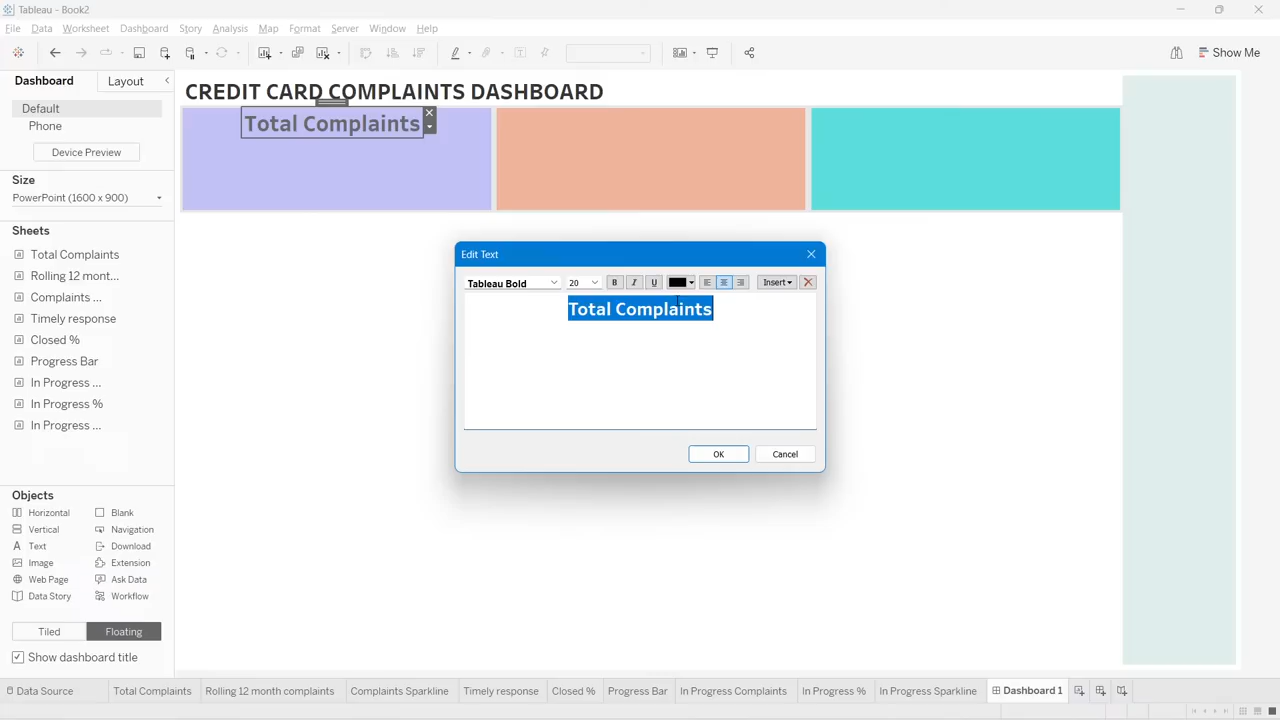 Tableau - Book2
File Data Worksheet Dashboard Story Analysis Map Format Server Window Help
Show Me
Dashboard Layout
Default
Phone
Device Preview
Size
PowerPoint (1600 x 900)
Sheets
Total Complaints
Rolling 12 mont...
Complaints ...
Timely response
Closed %
Progress Bar
In Progress ...
In Progress %
In Progress ...
Objects
Horizontal Blank
Vertical Navigation
Text Download
Image Extension
Web Page Ask Data
Data Story Workflow
Tiled Floating
Show dashboard title
CREDIT CARD COMPLAINTS DASHBOARD
Total Complaints
Edit Text
Tableau Bold 20 B I U Insert
Total Complaints
OK Cancel
Data Source Total Complaints Rolling 12 month complaints Complaints Sparkline Timely response Closed % Progress Bar In Progress Complaints In Progress % In Progress Sparkline Dashboard 1